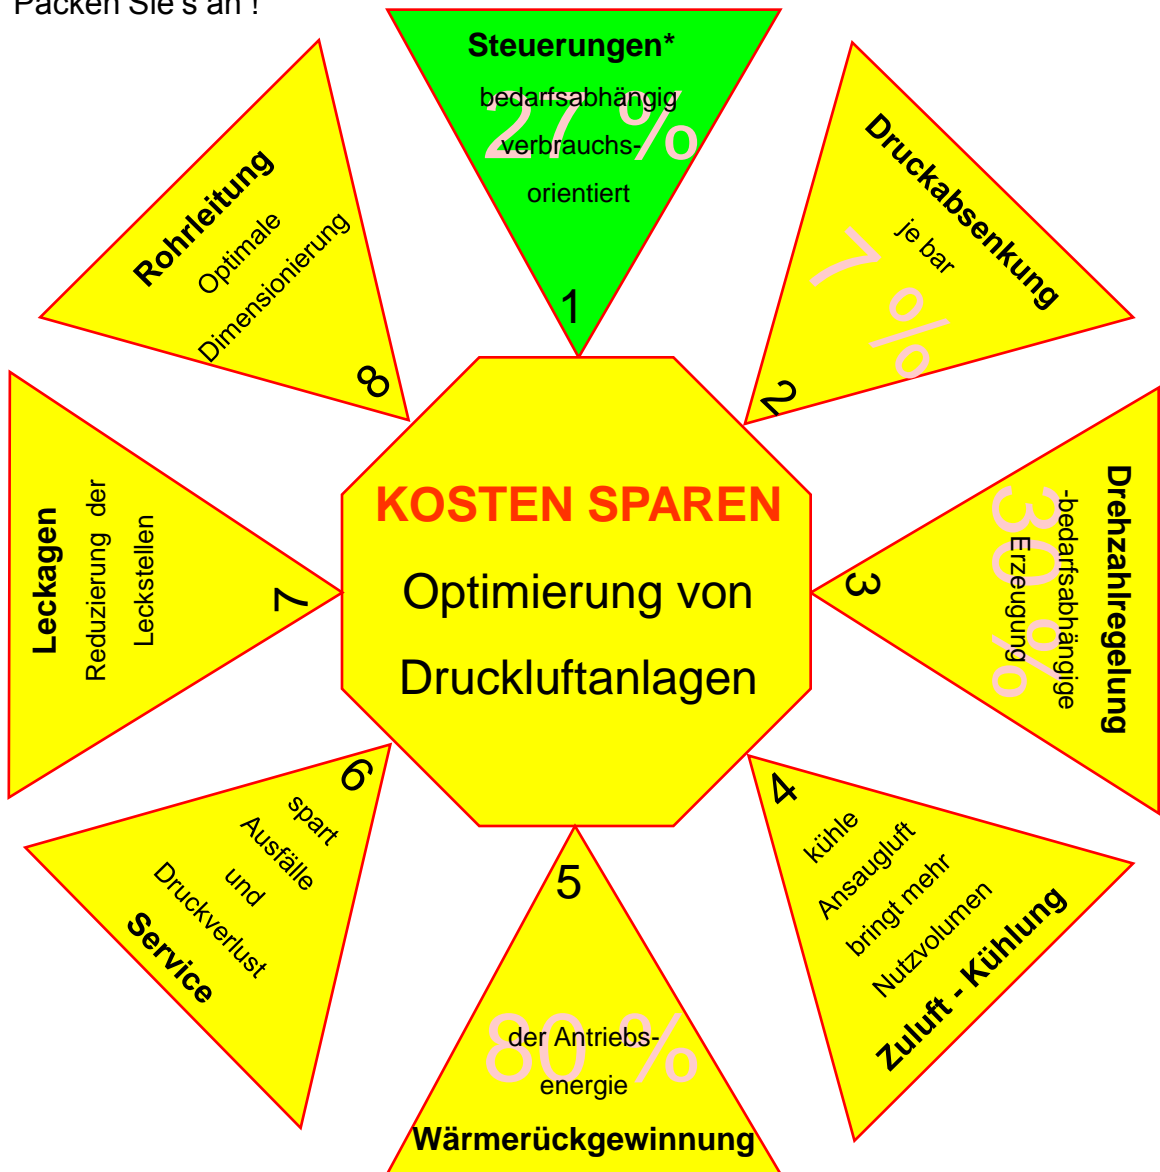 Packen Sie's an !
Steuerungen*
27 %
bedarfsabhängig
verbrauchs-
orientiert
1
Druckabsenkung
je bar
7 %
2
Drehzahlregelung
-bedarfsabhängige
30 %
Erzeugung
3
4
kühle
Ansaugluft
bringt mehr
Nutzvolumen
Zuluft - Kühlung
5
80 %
der Antriebs-
energie
Wärmerückgewinnung
6
spart
Ausfälle
und
Druckverlust
Service
Leckagen
Reduzierung der
Leckstellen
7
Rohrleitung
Optimale
Dimensionierung
8
KOSTEN SPAREN
Optimierung von
Druckluftanlagen